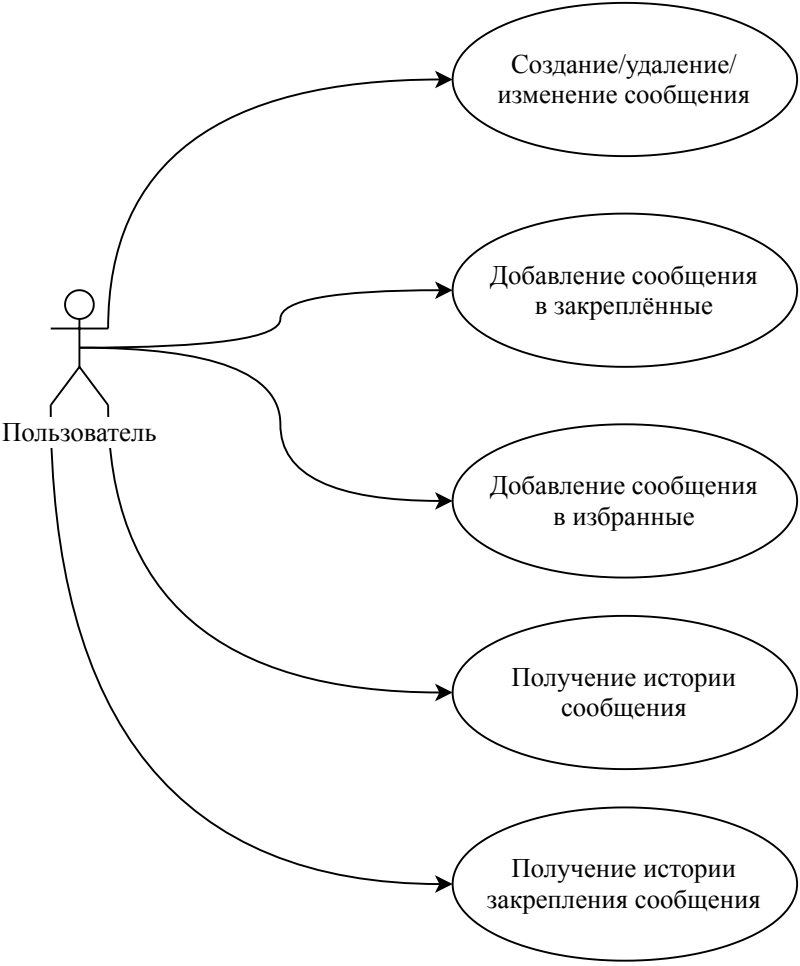 Создание/удаление/
изменение сообщения
Добавление сообщения
в закреплённые
Пользователь
Добавление сообщения
в избранные
Получение истории
сообщения
Получение истории
закрепления сообщения